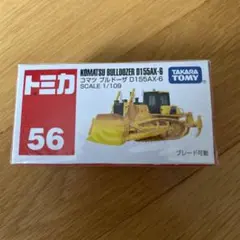 トミカ
56
KOMATSU BULLDOZER D155AX-6
コマツ ブルドーザ D155AX-6
SCALE 1/109
TAKARA
TOMY
ブレード可動